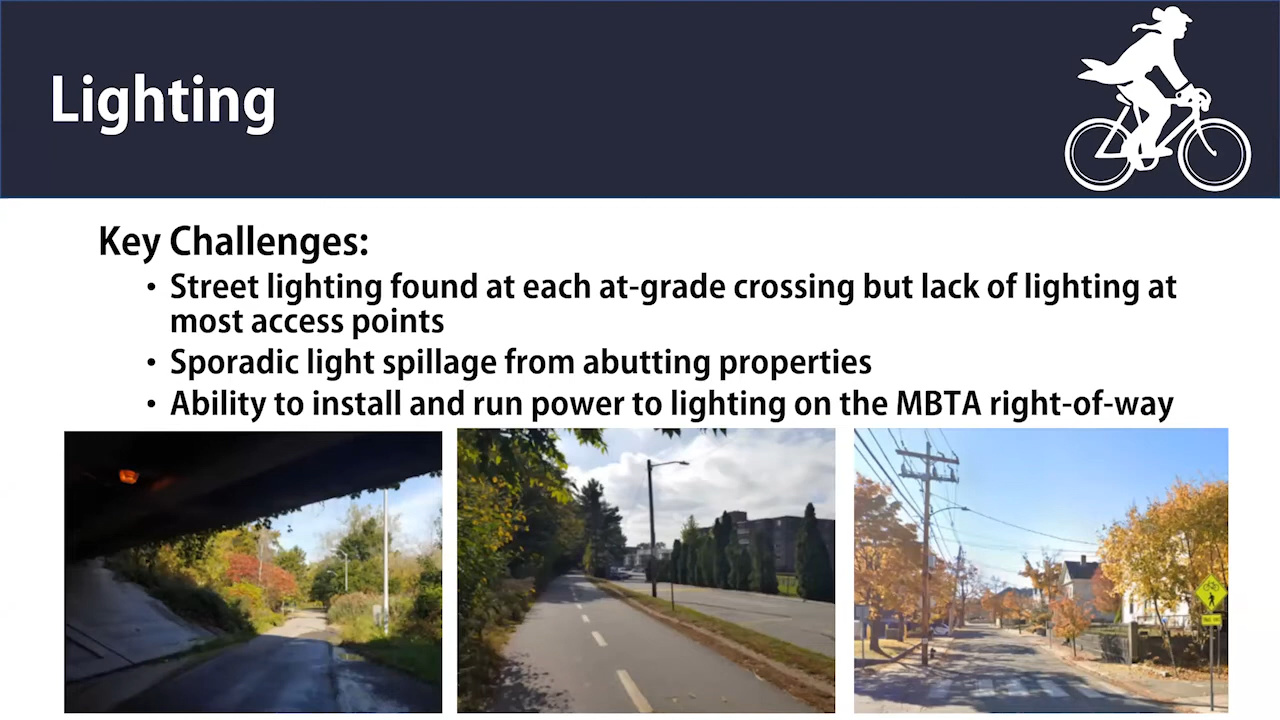 Lighting
Key Challenges:
• Street lighting found at each at-grade crossing but lack of lighting at
most access points
• Sporadic light spillage from abutting properties
• Ability to install and run power to lighting on the MBTA right-of-way